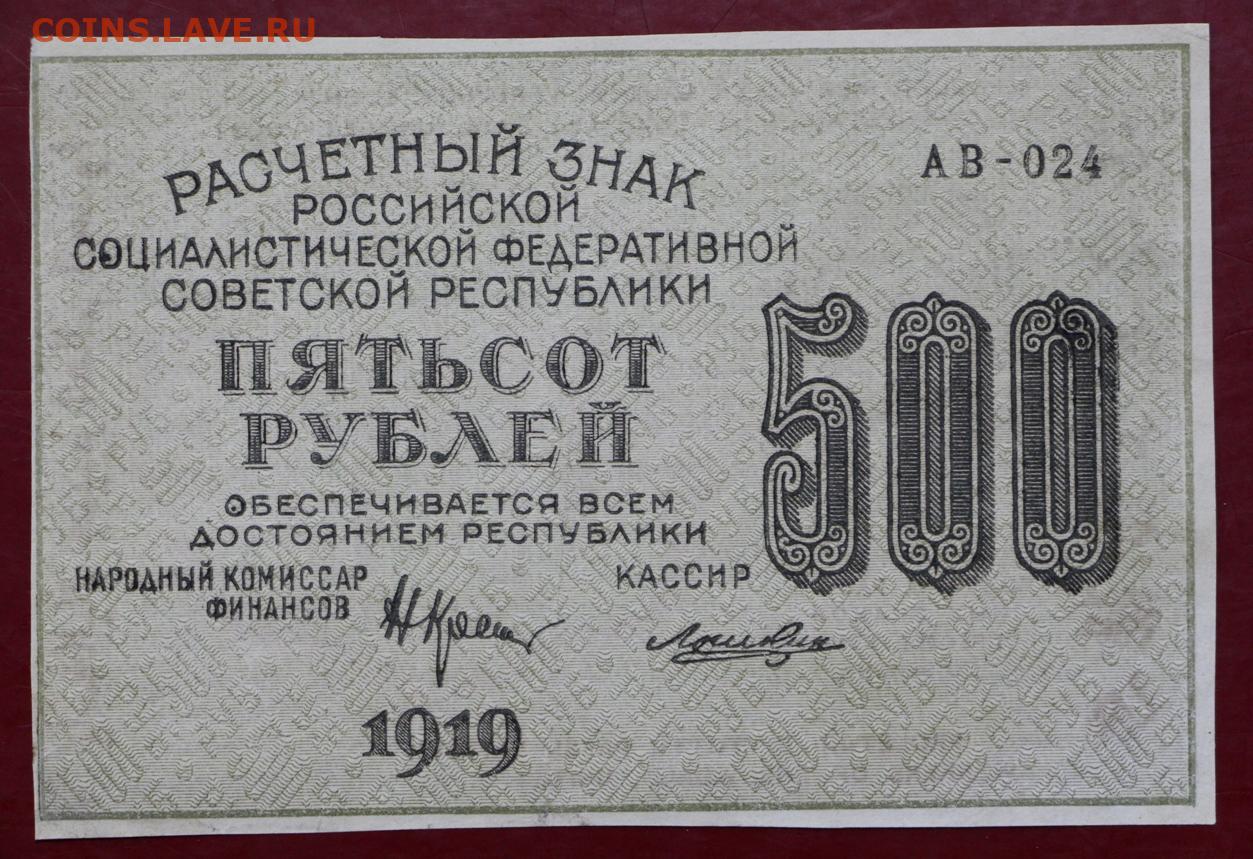 COINS.LAVE.RU
РАСЧЕТНЫЙ ЗНАК
АВ-024
РОССИЙСКОЙ
СОЦИАЛИСТИЧЕСКОЙ ФЕДЕРАТИВНОЙ
СОВЕТСКОЙ РЕСПУБЛИКИ
ПЯТЬСОТ
РУБЛЕЙ
500
ОБЕСПЕЧИВАЕТСЯ ВСЕМ
ДОСТОЯНИЕМ РЕСПУБЛИКИ
НАРОДНЫЙ КОМИССАР
ФИНАНСОВ
КАССИР
1919